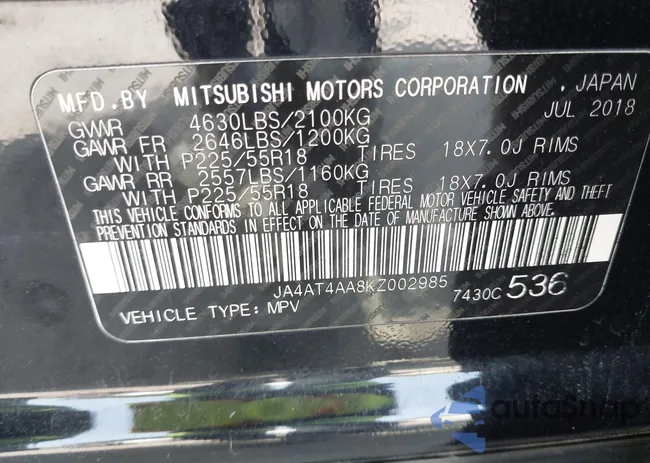 MFD.BY MITSUBISHI MOTORS CORPORATION , JAPAN
JUL 2018
GVWR 4630LBS/2100KG
GAWR FR 2646LBS/1200KG
WITH P225/55R18 TIRES 18X7.0J RIMS
GAWR RR 2557LBS/1160KG
WITH P225/55R18 TIRES 18X7.0J RIMS
THIS VEHICLE CONFORMS TO ALL APPLICABLE FEDERAL MOTOR VEHICLE SAFETY AND THEFT
PREVENTION STANDARDS IN EFFECT ON THE DATE OF MANUFACTURE SHOWN ABOVE.
JA4AT4AA8KZ002985
7430C 536
VEHICLE TYPE: MPV
autoSnap